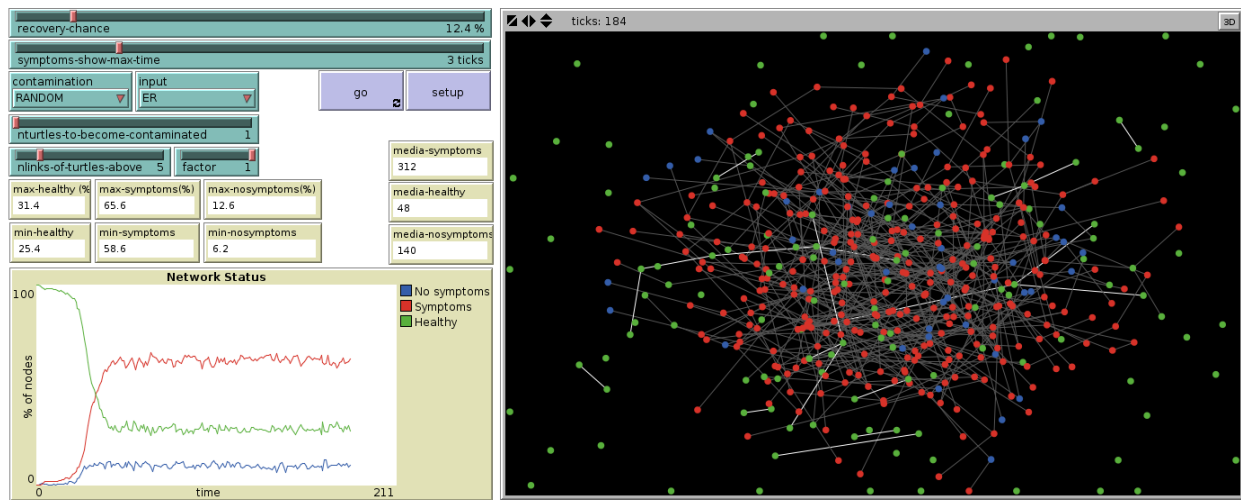 recovery-chance 12.4 %
symptoms-show-max-time 3 ticks
contamination
RANDOM
input
ER
go
setup
nturtles-to-become-contaminated 1
nlinks-of-turtles-above 5
factor 1
media-symptoms
312
media-healthy
48
media-nosymptoms
140
max-healthy (%
31.4
max-symptoms(%)
65.6
max-nosymptoms(%)
12.6
min-healthy
25.4
min-symptoms
58.6
min-nosymptoms
6.2
Network Status
100
% of nodes
0
0
time
211
No symptoms
Symptoms
Healthy
ticks: 184
3D